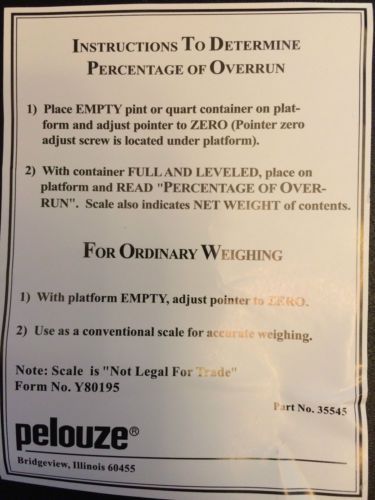 INSTRUCTIONS TO DETERMINE
PERCENTAGE OF OVERRUN
1) Place EMPTY pint or quart container on plat-
form and adjust pointer to ZERO (Pointer zero
adjust screw is located under platform).
2) With container FULL AND LEVELED, place on
platform and READ "PERCENTAGE OF OVER-
RUN". Scale also indicates NET WEIGHT of contents.
FOR ORDINARY WEIGHING
1) With platform EMPTY, adjust pointer to ZERO.
2) Use as a conventional scale for accurate weighing.
Note: Scale is "Not Legal For Trade"
Form No. Y80195
Part No. 35545
pelouze®
Bridgeview, Illinois 60455